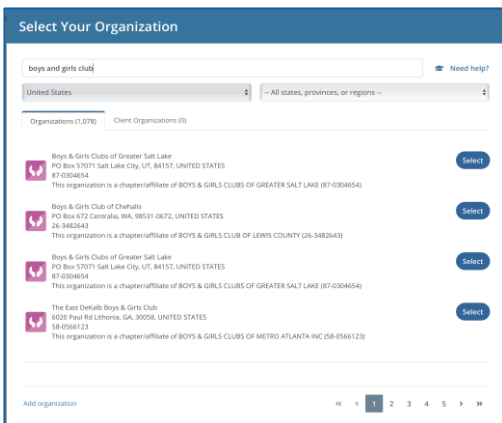 Select Your Organization
boys and girls club
Need help?
United States
-- All states, provinces, or regions --
Organizations (1,078)
Client Organizations (0)
Boys & Girls Clubs of Greater Salt Lake
PO Box 57071 Salt Lake City, UT, 84157, UNITED STATES
87-0304654
This organization is a chapter/affiliate of BOYS & GIRLS CLUBS OF GREATER SALT LAKE (87-0304654)
Select
Boys & Girls Club of Chehalis
PO Box 672 Centralia, WA, 98531-0672, UNITED STATES
26-3482643
This organization is a chapter/affiliate of BOYS & GIRLS CLUB OF LEWIS COUNTY (26-3482643)
Select
Boys & Girls Clubs of Greater Salt Lake
PO Box 57071 Salt Lake City, UT, 84157, UNITED STATES
87-0304654
This organization is a chapter/affiliate of BOYS & GIRLS CLUBS OF GREATER SALT LAKE (87-0304654)
Select
The East DeKalb Boys & Girls Club
6020 Paul Rd Lithonia, GA, 30058, UNITED STATES
58-0566123
This organization is a chapter/affiliate of BOYS & GIRLS CLUBS OF METRO ATLANTA INC (58-0566123)
Select
Add organization
« ‹ 1 2 3 4 5 › »